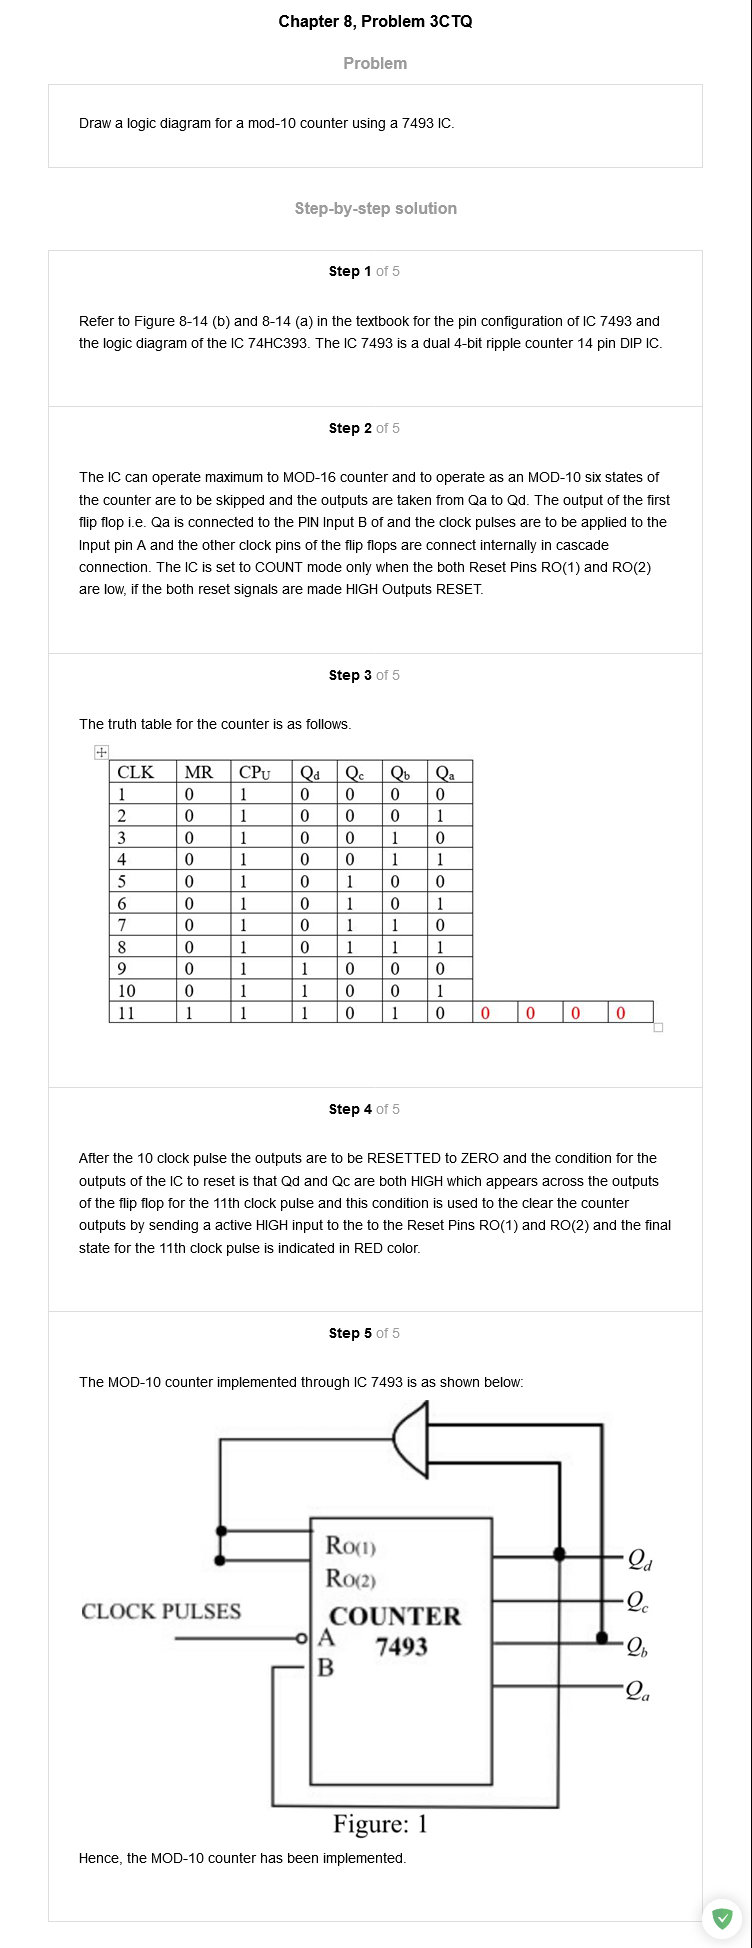 Chapter 8, Problem 3CTQ
Problem
Draw a logic diagram for a mod-10 counter using a 7493 IC.
Step-by-step solution
Step 1 of 5
Refer to Figure 8-14 (b) and 8-14 (a) in the textbook for the pin configuration of IC 7493 and
the logic diagram of the IC 74HC393. The IC 7493 is a dual 4-bit ripple counter 14 pin DIP IC.
Step 2 of 5
The IC can operate maximum to MOD-16 counter and to operate as an MOD-10 six states of
the counter are to be skipped and the outputs are taken from Qa to Qd. The output of the first
flip flop i.e. Qa is connected to the PIN Input B of and the clock pulses are to be applied to the
Input pin A and the other clock pins of the flip flops are connect internally in cascade
connection. The IC is set to COUNT mode only when the both Reset Pins RO(1) and RO(2)
are low, if the both reset signals are made HIGH Outputs RESET.
Step 3 of 5
The truth table for the counter is as follows.
CLK MR CPU Qd Qc Qb Qa
1 0 1 0 0 0 0
2 0 1 0 0 0 1
3 0 1 0 0 1 0
4 0 1 0 0 1 1
5 0 1 0 1 0 0
6 0 1 0 1 0 1
7 0 1 0 1 1 0
8 0 1 0 1 1 1
9 0 1 1 0 0 0
10 0 1 1 0 0 1
11 1 1 1 0 1 0 0 0 0 0
Step 4 of 5
After the 10 clock pulse the outputs are to be RESETTED to ZERO and the condition for the
outputs of the IC to reset is that Qd and Qc are both HIGH which appears across the outputs
of the flip flop for the 11th clock pulse and this condition is used to the clear the counter
outputs by sending a active HIGH input to the to the Reset Pins RO(1) and RO(2) and the final
state for the 11th clock pulse is indicated in RED color.
Step 5 of 5
The MOD-10 counter implemented through IC 7493 is as shown below:
RO(1)
Qd
RO(2)
Qc
CLOCK PULSES
COUNTER
A
7493
Qb
B
Qa
Figure: 1
Hence, the MOD-10 counter has been implemented.